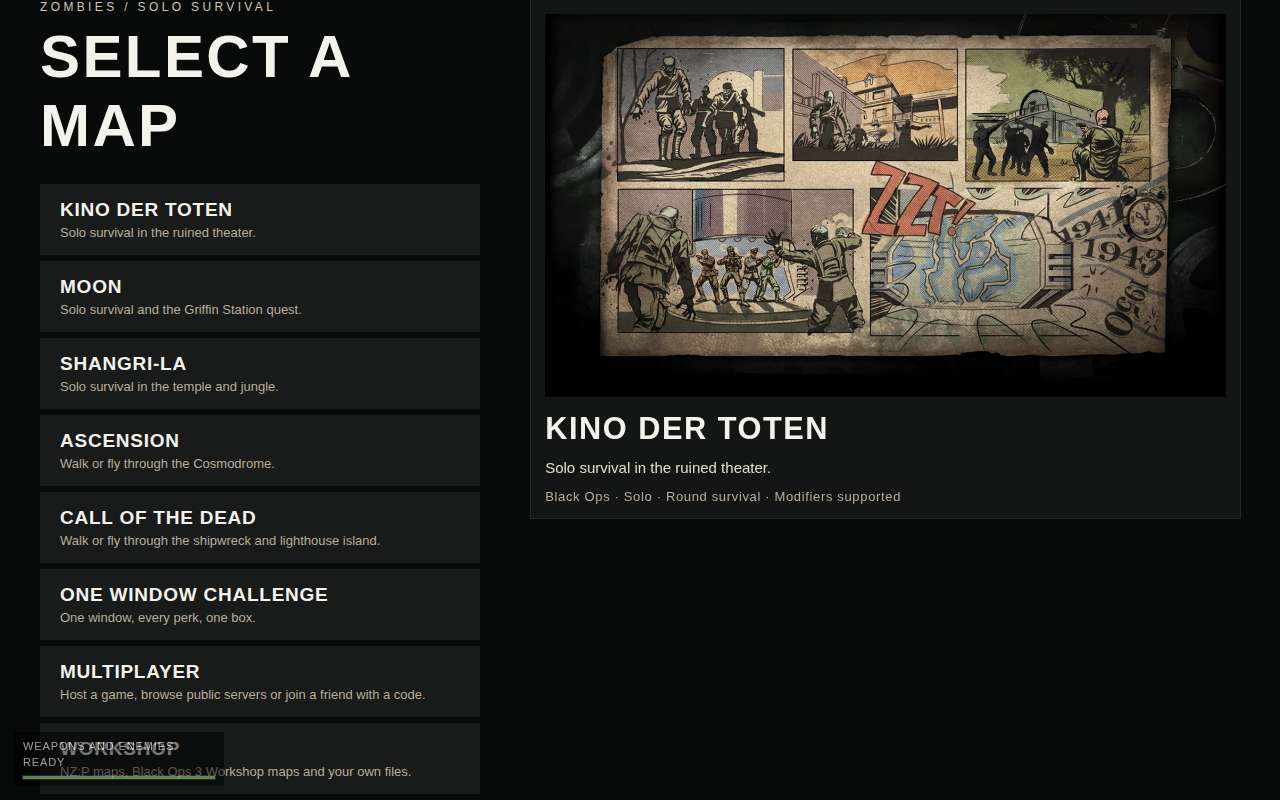 ZOMBIES / SOLO SURVIVAL
SELECT A
MAP
KINO DER TOTEN
Solo survival in the ruined theater.
MOON
Solo survival and the Griffin Station quest.
SHANGRI-LA
Solo survival in the temple and jungle.
ASCENSION
Walk or fly through the Cosmodrome.
CALL OF THE DEAD
Walk or fly through the shipwreck and lighthouse island.
ONE WINDOW CHALLENGE
One window, every perk, one box.
MULTIPLAYER
Host a game, browse public servers or join a friend with a code.
WORKSHOP
NZ:P maps, Black Ops 3 Workshop maps and your own files.
WEAPONS AND ENEMIES
READY
ZZT!
1941
1943
1950
KINO DER TOTEN
Solo survival in the ruined theater.
Black Ops · Solo · Round survival · Modifiers supported